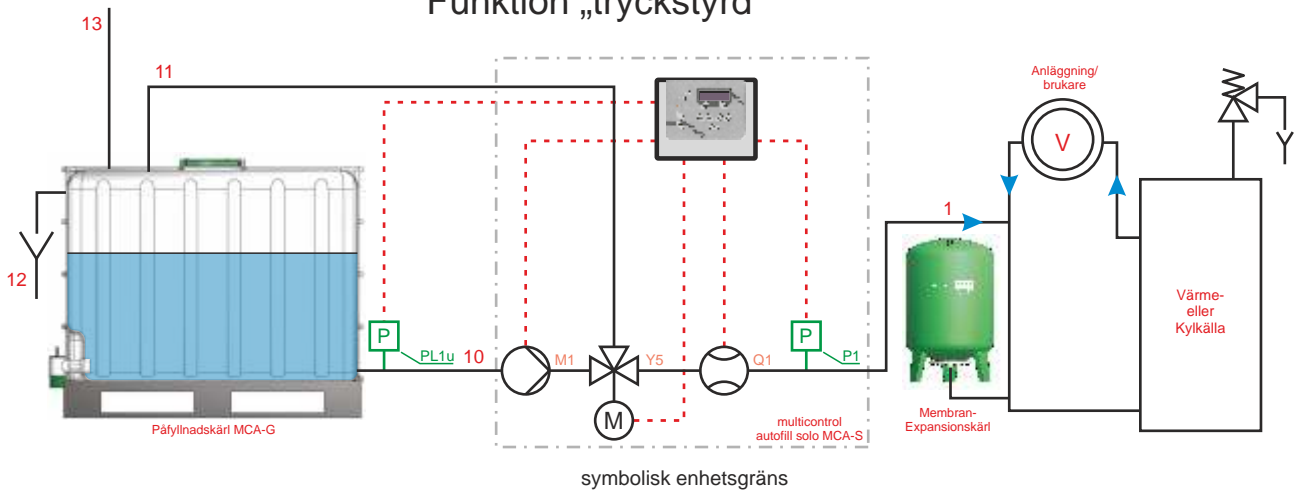 Funktion „tryckstyrd
13
11
Anläggning/
brukare
V
1
12
P
PL1u
10
M1
Y5
Q1
P
P1
M
Värme-
eller
Kylkälla
Påfyllnadskärl MCA-G
multicontrol
autofill solo MCA-S
Membran-
Expansionskärl
symbolisk enhetsgräns